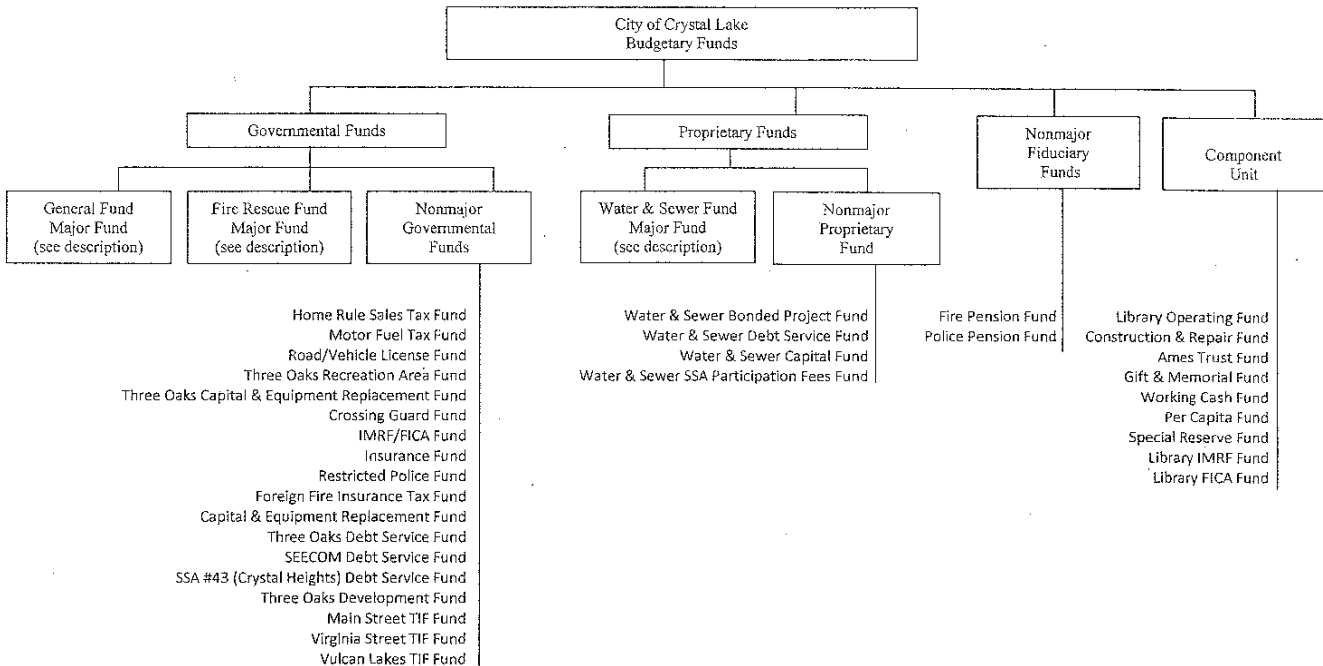 City of Crystal Lake
Budgetary Funds
Governmental Funds
Proprietary Funds
Nonmajor
Fiduciary
Funds
Component
Unit
General Fund
Major Fund
(see description)
Fire Rescue Fund
Major Fund
(see description)
Nonmajor
Governmental
Funds
Water & Sewer Fund
Major Fund
(see description)
Nonmajor
Proprietary
Fund
Home Rule Sales Tax Fund
Motor Fuel Tax Fund
Road/Vehicle License Fund
Three Oaks Recreation Area Fund
Three Oaks Capital & Equipment Replacement Fund
Crossing Guard Fund
IMRF/FICA Fund
Insurance Fund
Restricted Police Fund
Foreign Fire Insurance Tax Fund
Capital & Equipment Replacement Fund
Three Oaks Debt Service Fund
SEECOM Debt Service Fund
SSA #43 (Crystal Heights) Debt Service Fund
Three Oaks Development Fund
Main Street TIF Fund
Virginia Street TIF Fund
Vulcan Lakes TIF Fund
Water & Sewer Bonded Project Fund
Water & Sewer Debt Service Fund
Water & Sewer Capital Fund
Water & Sewer SSA Participation Fees Fund
Fire Pension Fund
Police Pension Fund
Library Operating Fund
Construction & Repair Fund
Ames Trust Fund
Gift & Memorial Fund
Working Cash Fund
Per Capita Fund
Special Reserve Fund
Library IMRF Fund
Library FICA Fund